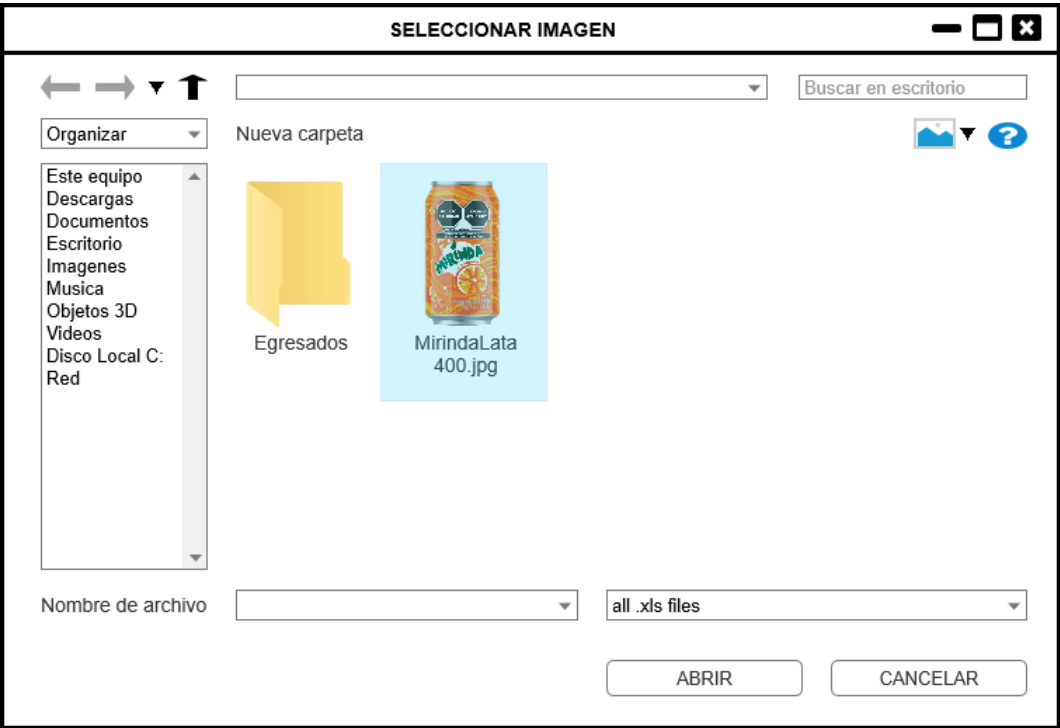 SELECCIONAR IMAGEN
Buscar en escritorio
Organizar
Nueva carpeta
Este equipo
Descargas
Documentos
Escritorio
Imagenes
Musica
Objetos 3D
Videos
Disco Local C:
Red
MIRINDA
Egresados
MirindaLata
400.jpg
Nombre de archivo
all .xls files
ABRIR
CANCELAR